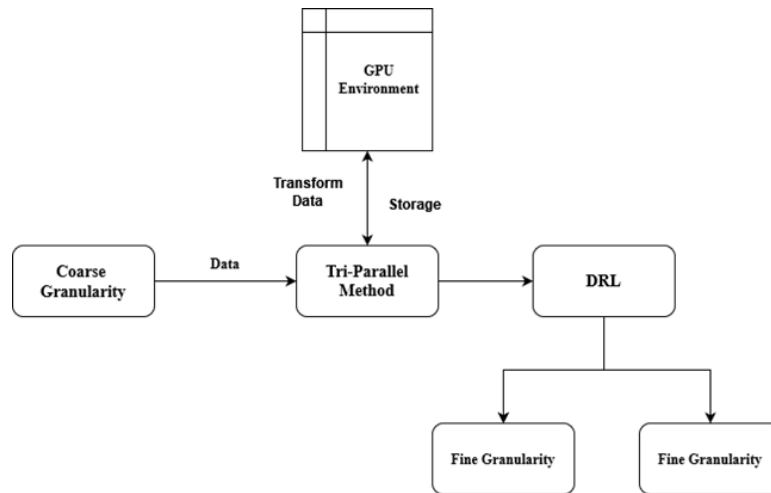 GPU
Environment
Transform
Data
Storage
Coarse
Granularity
Data
Tri-Parallel
Method
DRL
Fine Granularity
Fine Granularity